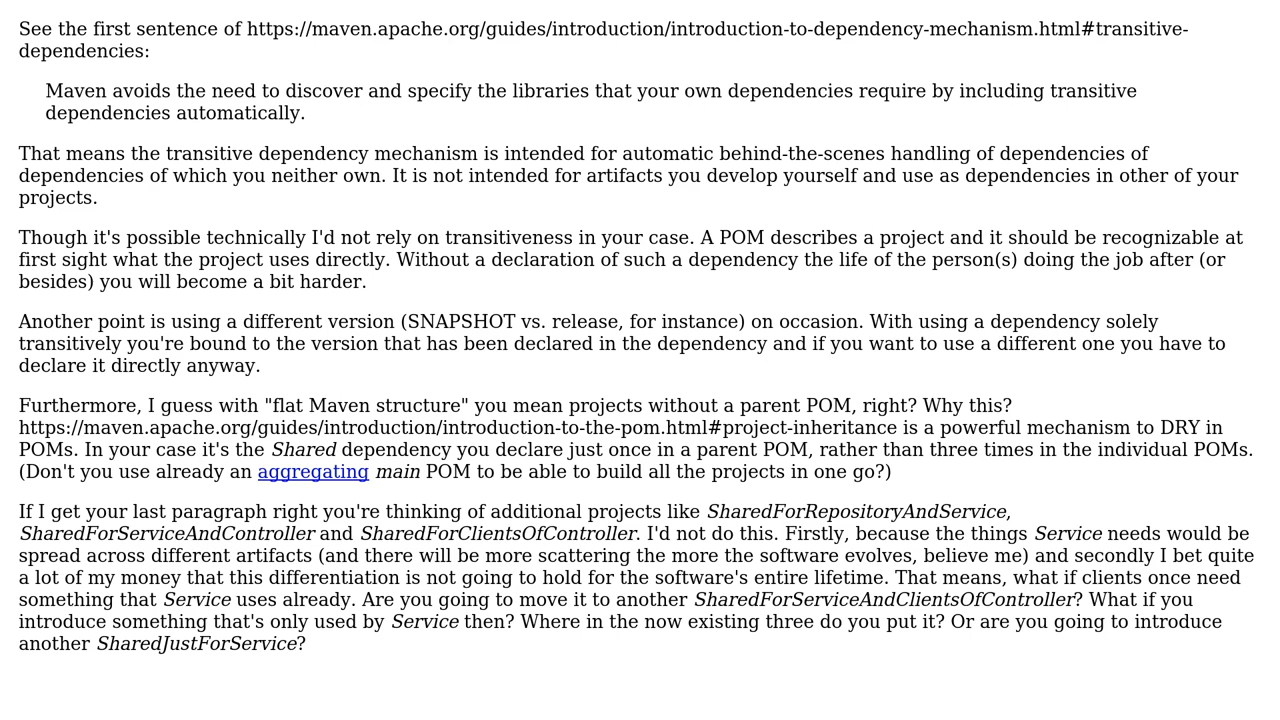 See the first sentence of https://maven.apache.org/guides/introduction/introduction-to-dependency-mechanism.html#transitive-
dependencies:
Maven avoids the need to discover and specify the libraries that your own dependencies require by including transitive
dependencies automatically.
That means the transitive dependency mechanism is intended for automatic behind-the-scenes handling of dependencies of
dependencies of which you neither own. It is not intended for artifacts you develop yourself and use as dependencies in other of your
projects.
Though it's possible technically I'd not rely on transitiveness in your case. A POM describes a project and it should be recognizable at
first sight what the project uses directly. Without a declaration of such a dependency the life of the person(s) doing the job after (or
besides) you will become a bit harder.
Another point is using a different version (SNAPSHOT vs. release, for instance) on occasion. With using a dependency solely
transitively you're bound to the version that has been declared in the dependency and if you want to use a different one you have to
declare it directly anyway.
Furthermore, I guess with "flat Maven structure" you mean projects without a parent POM, right? Why this?
https://maven.apache.org/guides/introduction/introduction-to-the-pom.html#project-inheritance is a powerful mechanism to DRY in
POMs. In your case it's the Shared dependency you declare just once in a parent POM, rather than three times in the individual POMs.
(Don't you use already an aggregating main POM to be able to build all the projects in one go?)
If I get your last paragraph right you're thinking of additional projects like SharedForRepositoryAndService,
SharedForServiceAndController and SharedForClientsOfController. I'd not do this. Firstly, because the things Service needs would be
spread across different artifacts (and there will be more scattering the more the software evolves, believe me) and secondly I bet quite
a lot of my money that this differentiation is not going to hold for the software's entire lifetime. That means, what if clients once need
something that Service uses already. Are you going to move it to another SharedForServiceAndClientsOfController? What if you
introduce something that's only used by Service then? Where in the now existing three do you put it? Or are you going to introduce
another SharedJustForService?